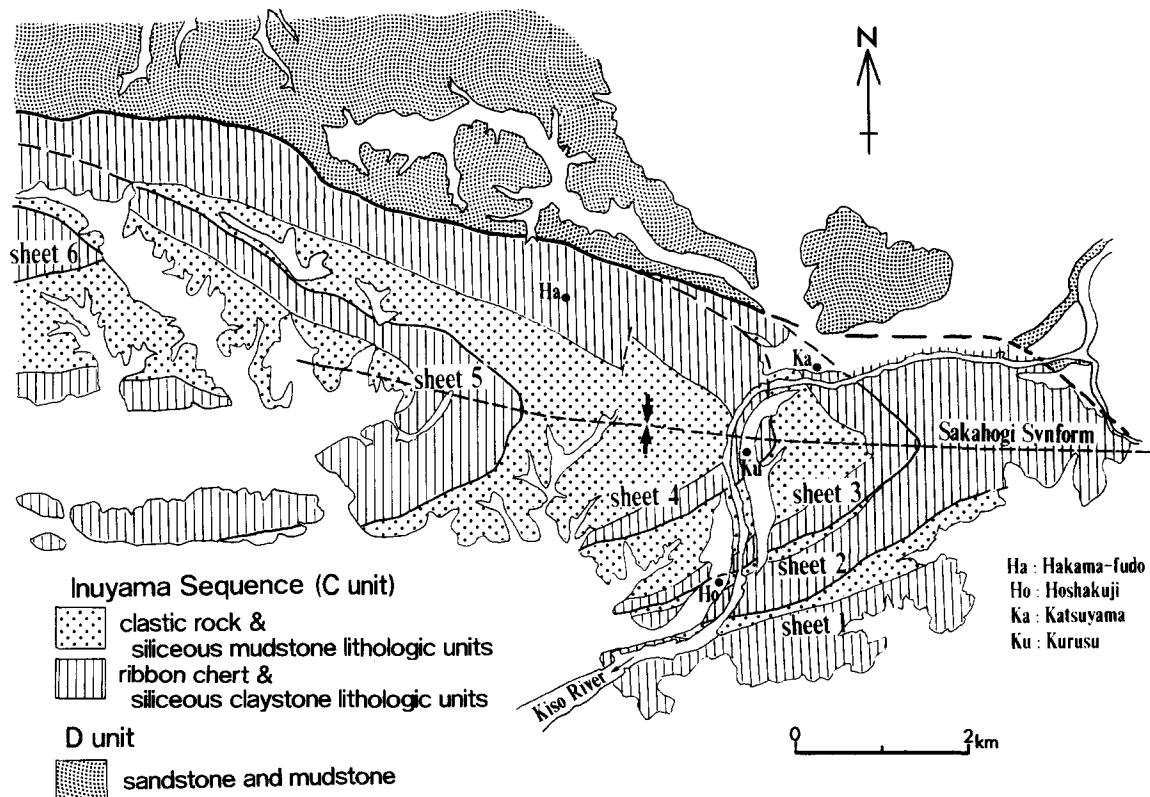 N
sheet 6
Ha
Ka
sheet 5
Sakahogi Synform
Ku
sheet 4
sheet 3
sheet 2
Ho
sheet 1
Kiso River
Ha : Hakama-fudo
Ho : Hoshakuji
Ka : Katsuyama
Ku : Kurusu
Inuyama Sequence (C unit)
clastic rock &
siliceous mudstone lithologic units
ribbon chert &
siliceous claystone lithologic units
D unit
sandstone and mudstone
0 2km